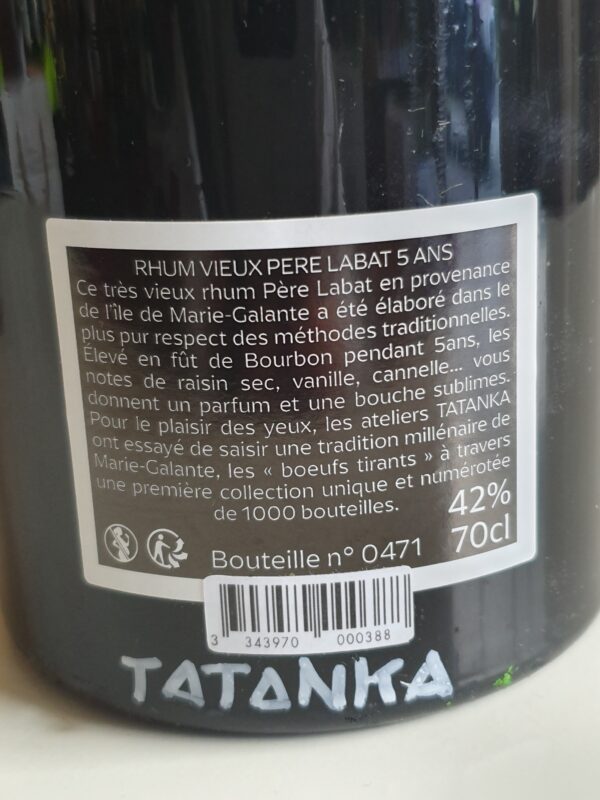 RHUM VIEUX PERE LABAT 5 ANS
Ce très vieux rhum Père Labat en provenance
de l'île de Marie-Galante a été élaboré dans le
plus pur respect des méthodes traditionnelles.
Élevé en fût de Bourbon pendant 5ans, les
notes de raisin sec, vanille, cannelle... vous
donnent un parfum et une bouche sublimes.
Pour le plaisir des yeux, les ateliers TATANKA
ont essayé de saisir une tradition millénaire de
Marie-Galante, les « boeufs tirants » à travers
une première collection unique et numérotée
de 1000 bouteilles.
42%
70cl
Bouteille n° 0471
3 343970 000388
TATANKA